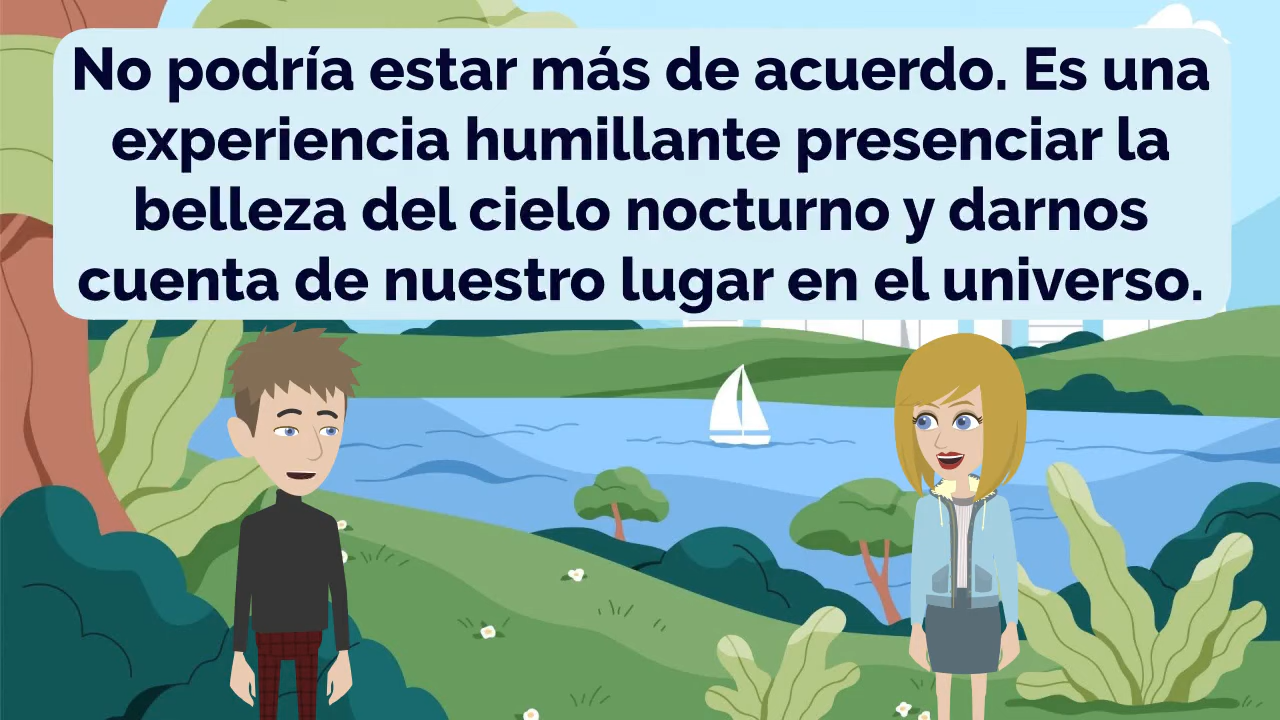 No podría estar más de acuerdo. Es una
experiencia humillante presenciar la
belleza del cielo nocturno y darnos
cuenta de nuestro lugar en el universo.